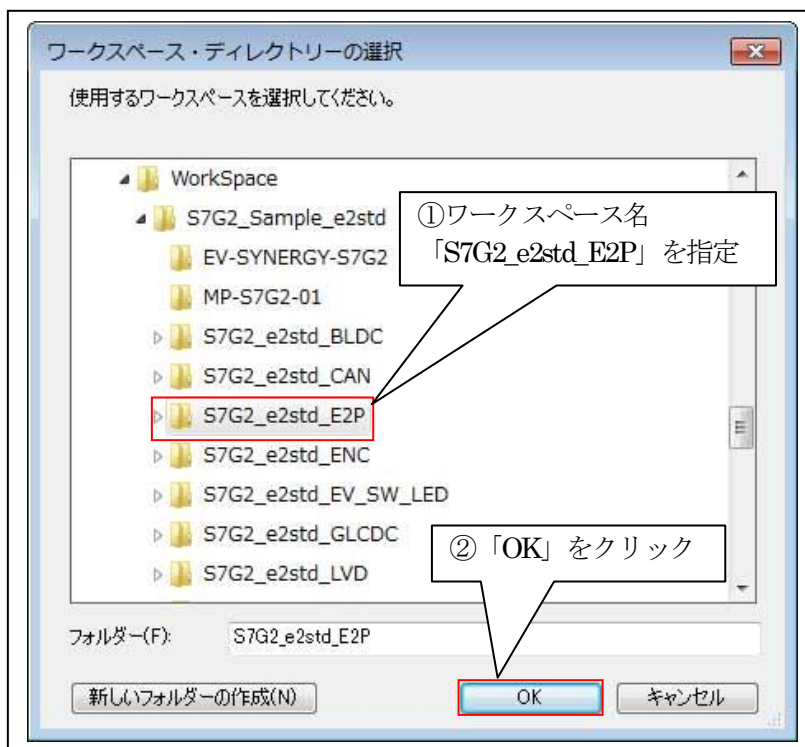 ワークスペース・ディレクトリーの選択
使用するワークスペースを選択してください。
WorkSpace
S7G2_Sample_e2std
EV-SYNERGY-S7G2
MP-S7G2-01
S7G2_e2std_BLDC
S7G2_e2std_CAN
S7G2_e2std_E2P
S7G2_e2std_ENC
S7G2_e2std_EV_SW_LED
S7G2_e2std_GLCDC
S7G2_e2std_LVD
①ワークスペース名
「S7G2_e2std_E2P」を指定
②「OK」をクリック
フォルダー(F): S7G2_e2std_E2P
新しいフォルダーの作成(N) OK キャンセル